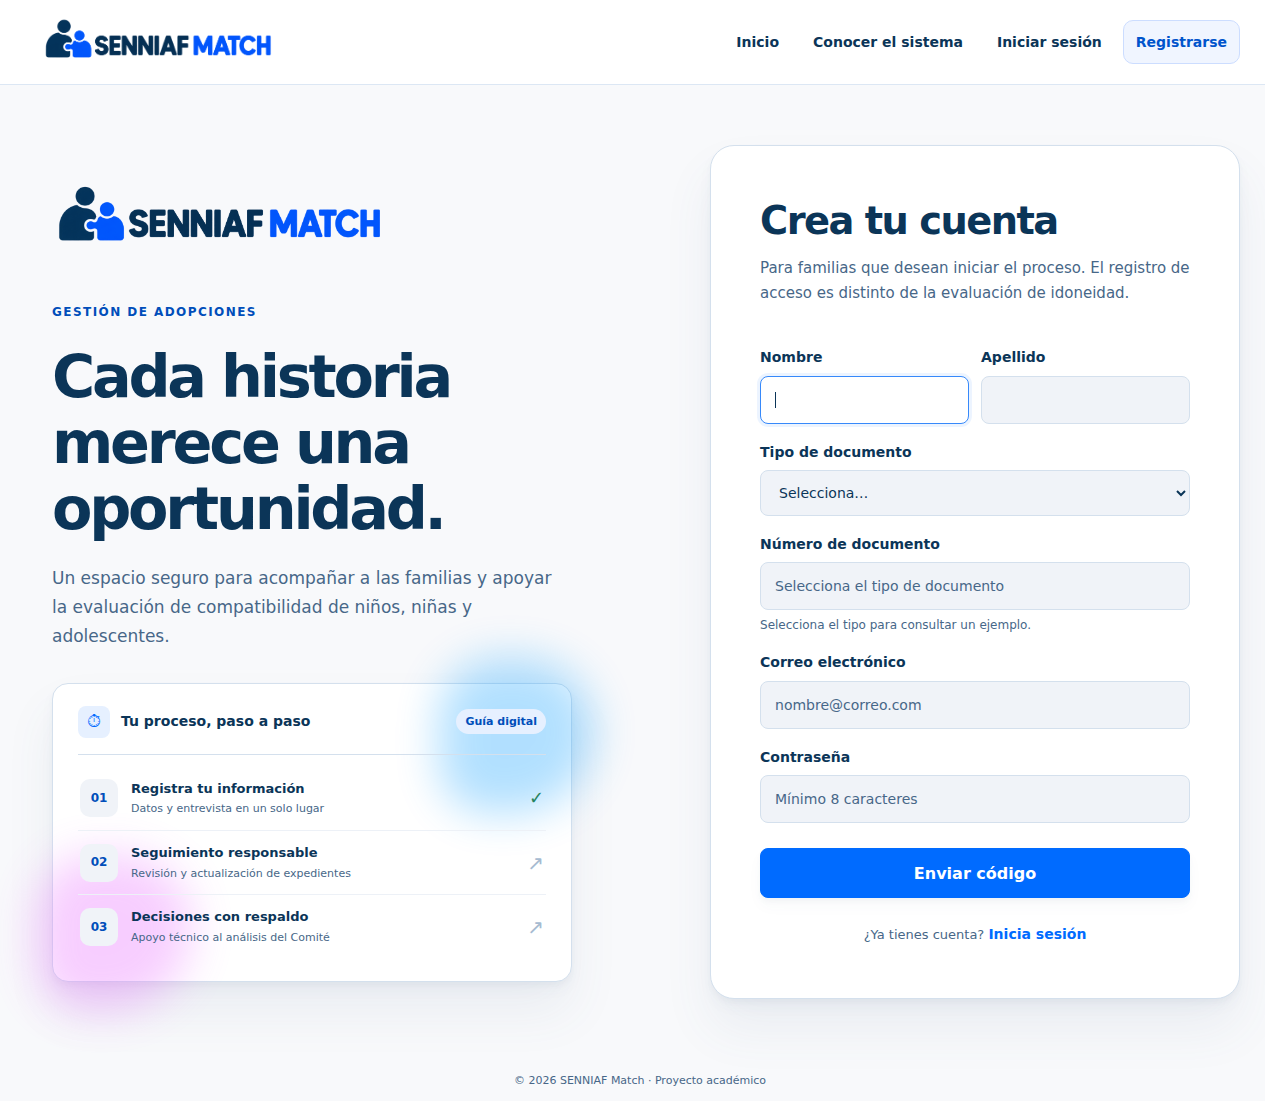 SENNIAF MATCH
Inicio
Conocer el sistema
Iniciar sesión
Registrarse
SENNIAF MATCH
GESTIÓN DE ADOPCIONES
Cada historia
merece una
oportunidad.
Un espacio seguro para acompañar a las familias y apoyar
la evaluación de compatibilidad de niños, niñas y
adolescentes.
Tu proceso, paso a paso
Guía digital
01
Registra tu información
Datos y entrevista en un solo lugar
✓
02
Seguimiento responsable
Revisión y actualización de expedientes
↗
03
Decisiones con respaldo
Apoyo técnico al análisis del Comité
↗
Crea tu cuenta
Para familias que desean iniciar el proceso. El registro de
acceso es distinto de la evaluación de idoneidad.
Nombre
Apellido
Tipo de documento
Selecciona...
Número de documento
Selecciona el tipo de documento
Selecciona el tipo para consultar un ejemplo.
Correo electrónico
nombre@correo.com
Contraseña
Mínimo 8 caracteres
Enviar código
¿Ya tienes cuenta? Inicia sesión
© 2026 SENNIAF Match · Proyecto académico